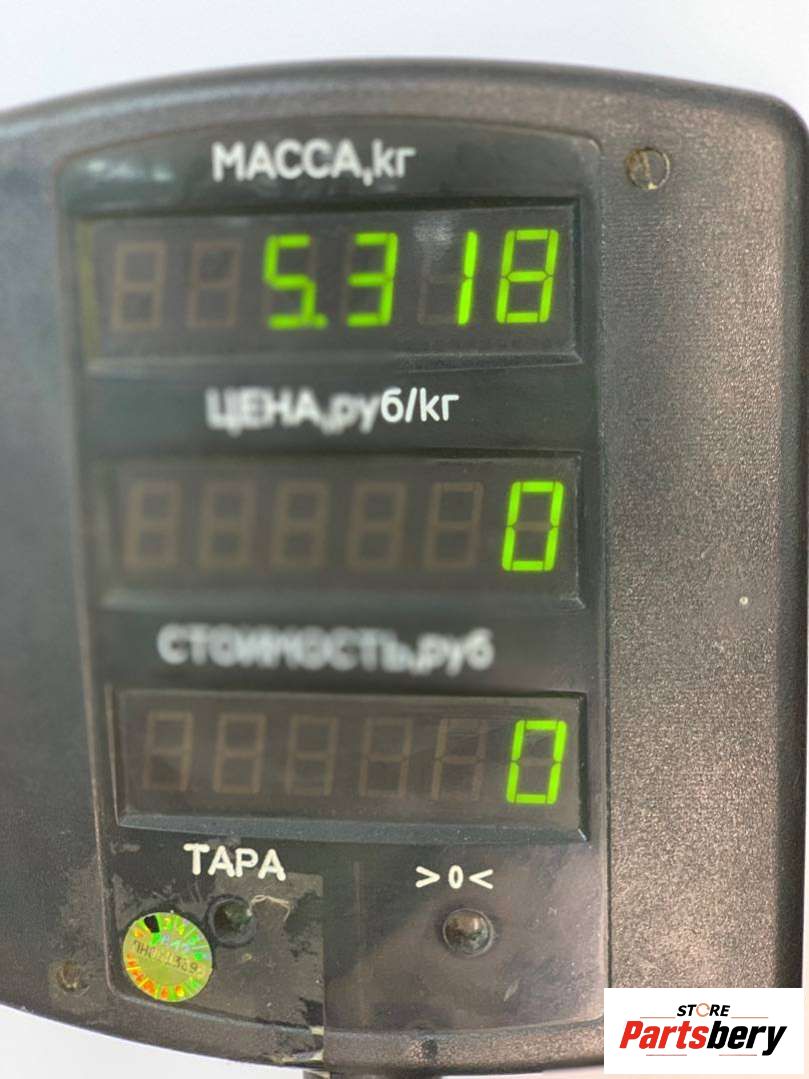 МАССА,кг
5.318
ЦЕНА,руб/кг
0
СТОИМОСТЬ,руб
0
ТАРА >0<
STORE
Partsbery